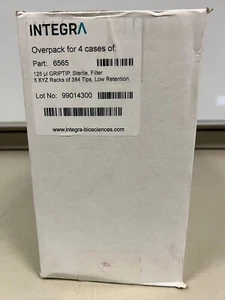 INTEGRA
Overpack for 4 cases of:
Part: 6565
125 µl GRIPTIP, Sterile, Filter
5 XYZ Racks of 384 Tips, Low Retention
Lot No: 99014300
www.integra-biosciences.com